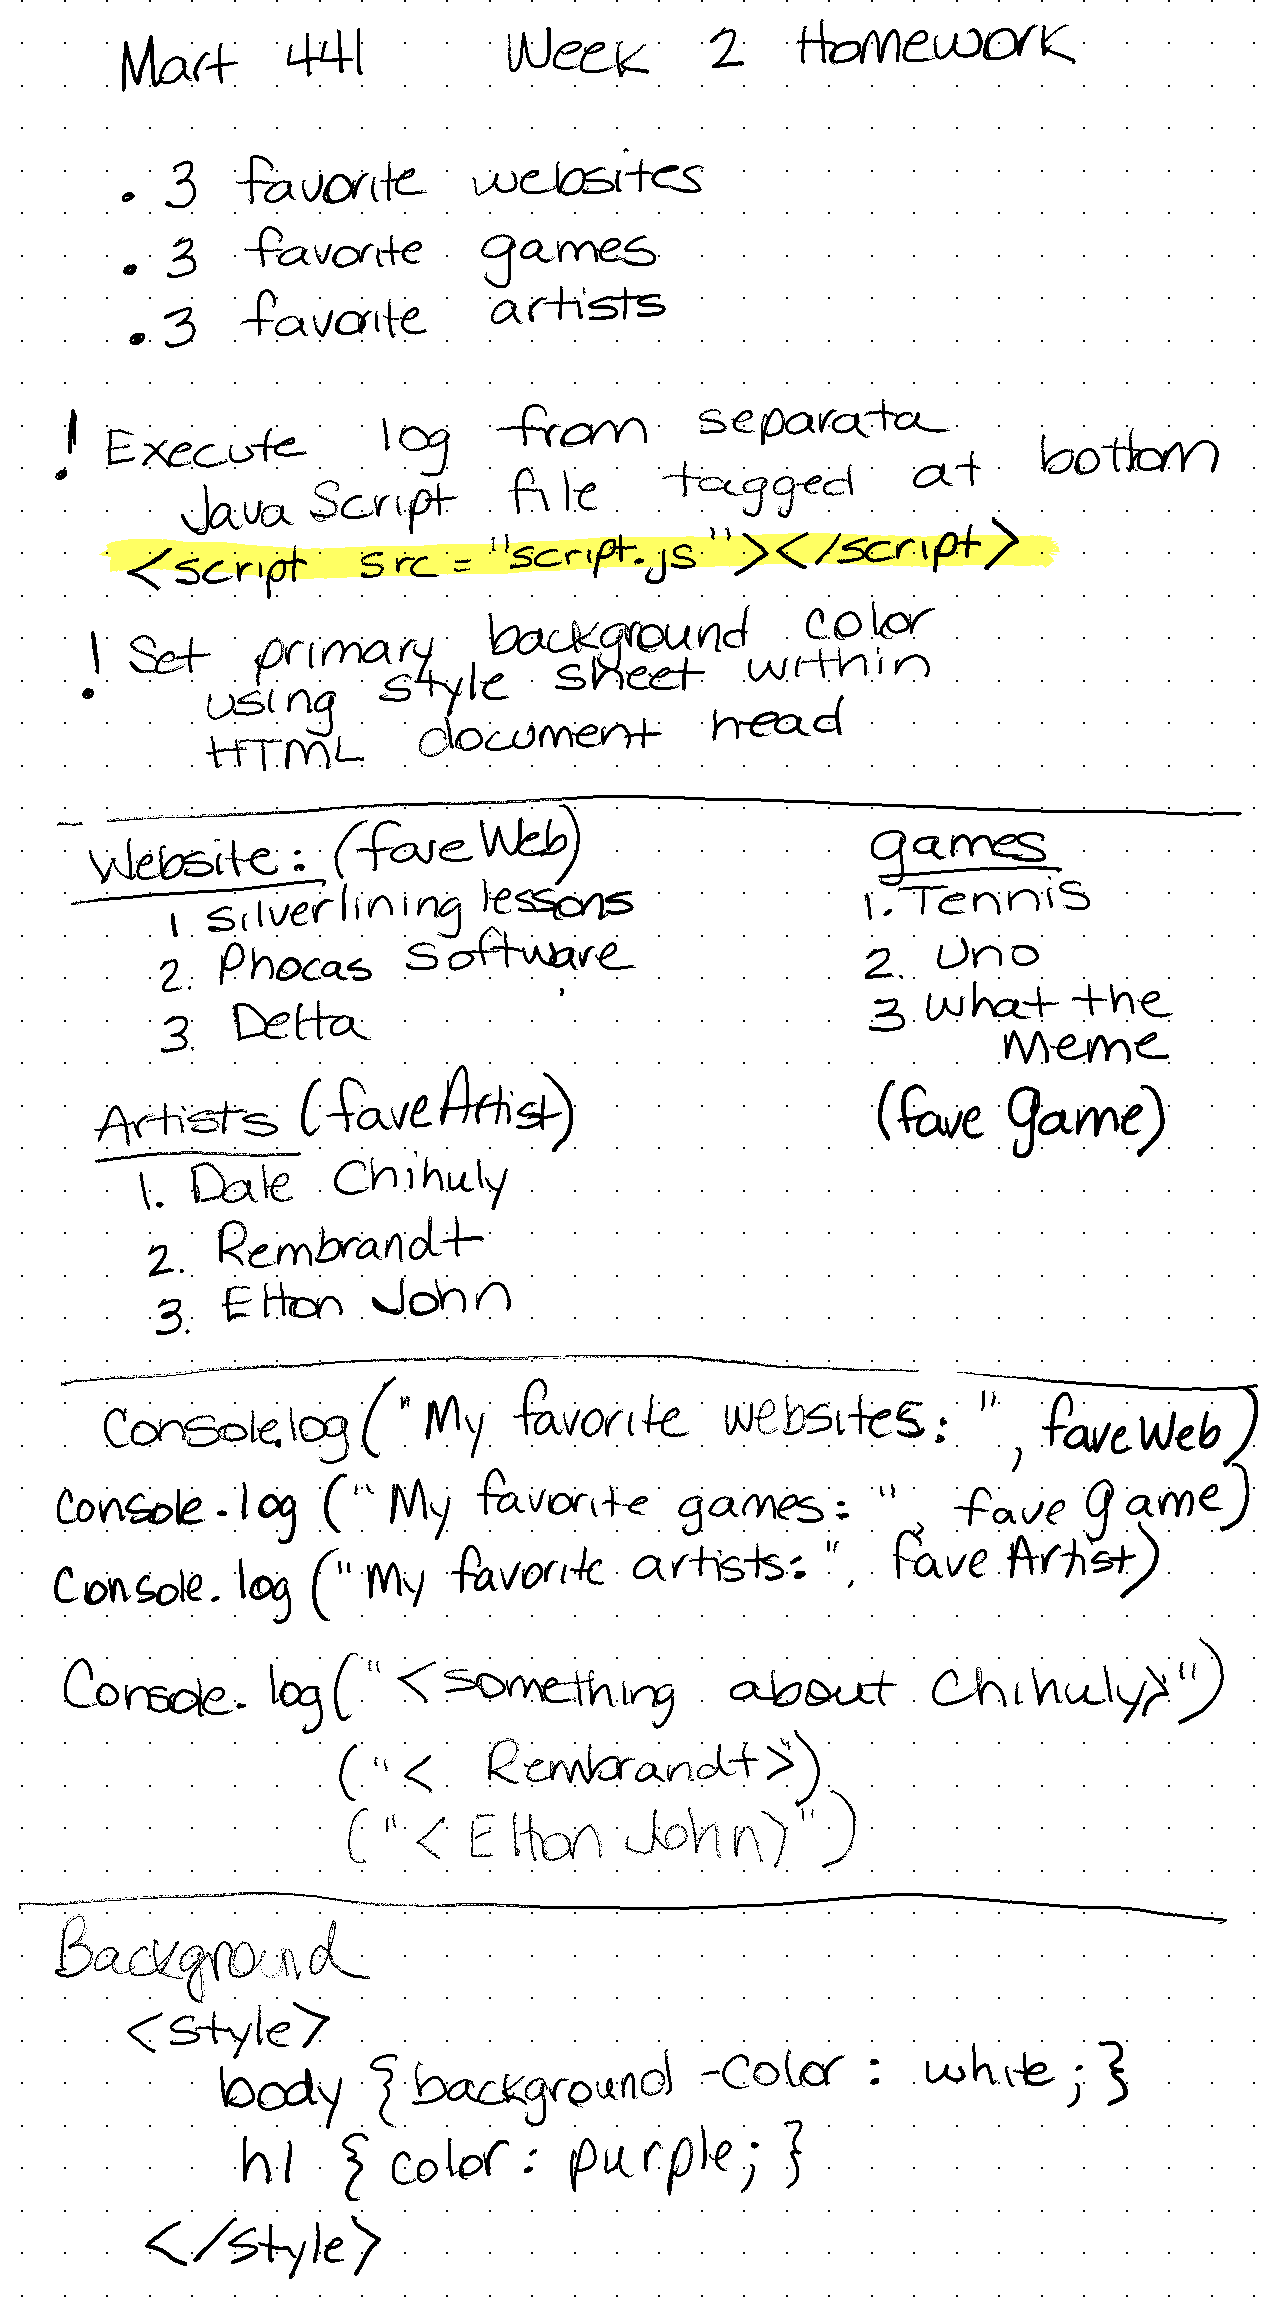 Mart 441 Week 2 Homework
. 3 favorite websites
. 3 favorite games
. 3 favorite artists
! Execute log from separata
JavaScript file tagged at bottom
<script src = "script.js"></script>
! Set primary background color
using style sheet within
HTML document head
Website: (faveWeb)
1 Silverlining lessons
2. Phocas Software
3. Delta
games
1. Tennis
2. Uno
3. What the
Meme
(fave game)
Artists (faveArtist)
1. Dale Chihuly
2. Rembrandt
3. Elton John
Console.log("My favorite websites: ", faveWeb)
Console.log ("My favorite games: ", fave game)
Console.log ("My favorite artists: ", fave Artist)
Console.log("<something about Chihuly>")
("< Rembrandt>")
("< Elton John>")
Background
<style>
body {background -color : white; }
h1 { color : purple; }
</style>